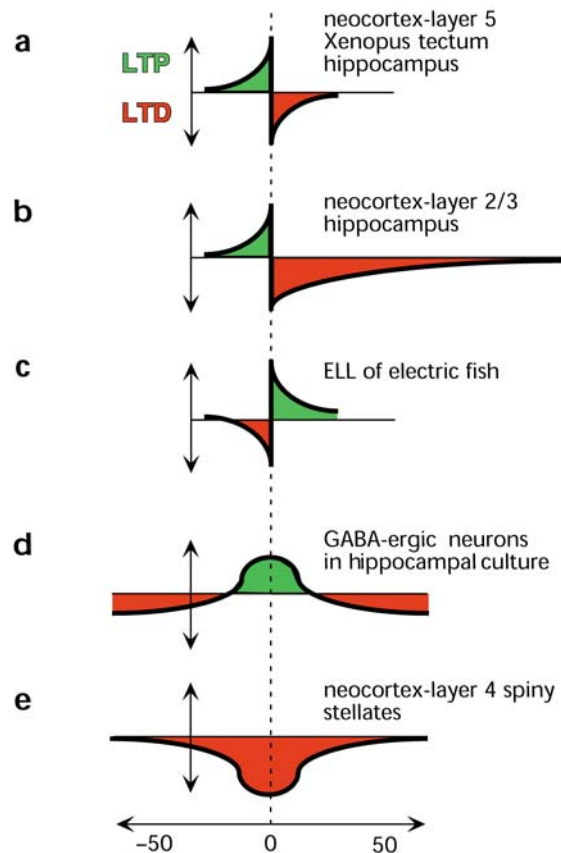 a
neocortex-layer 5
Xenopus tectum
hippocampus
LTP
LTD
b
neocortex-layer 2/3
hippocampus
c
ELL of electric fish
d
GABA-ergic neurons
in hippocampal culture
e
neocortex-layer 4 spiny
stellates
−50 0 50